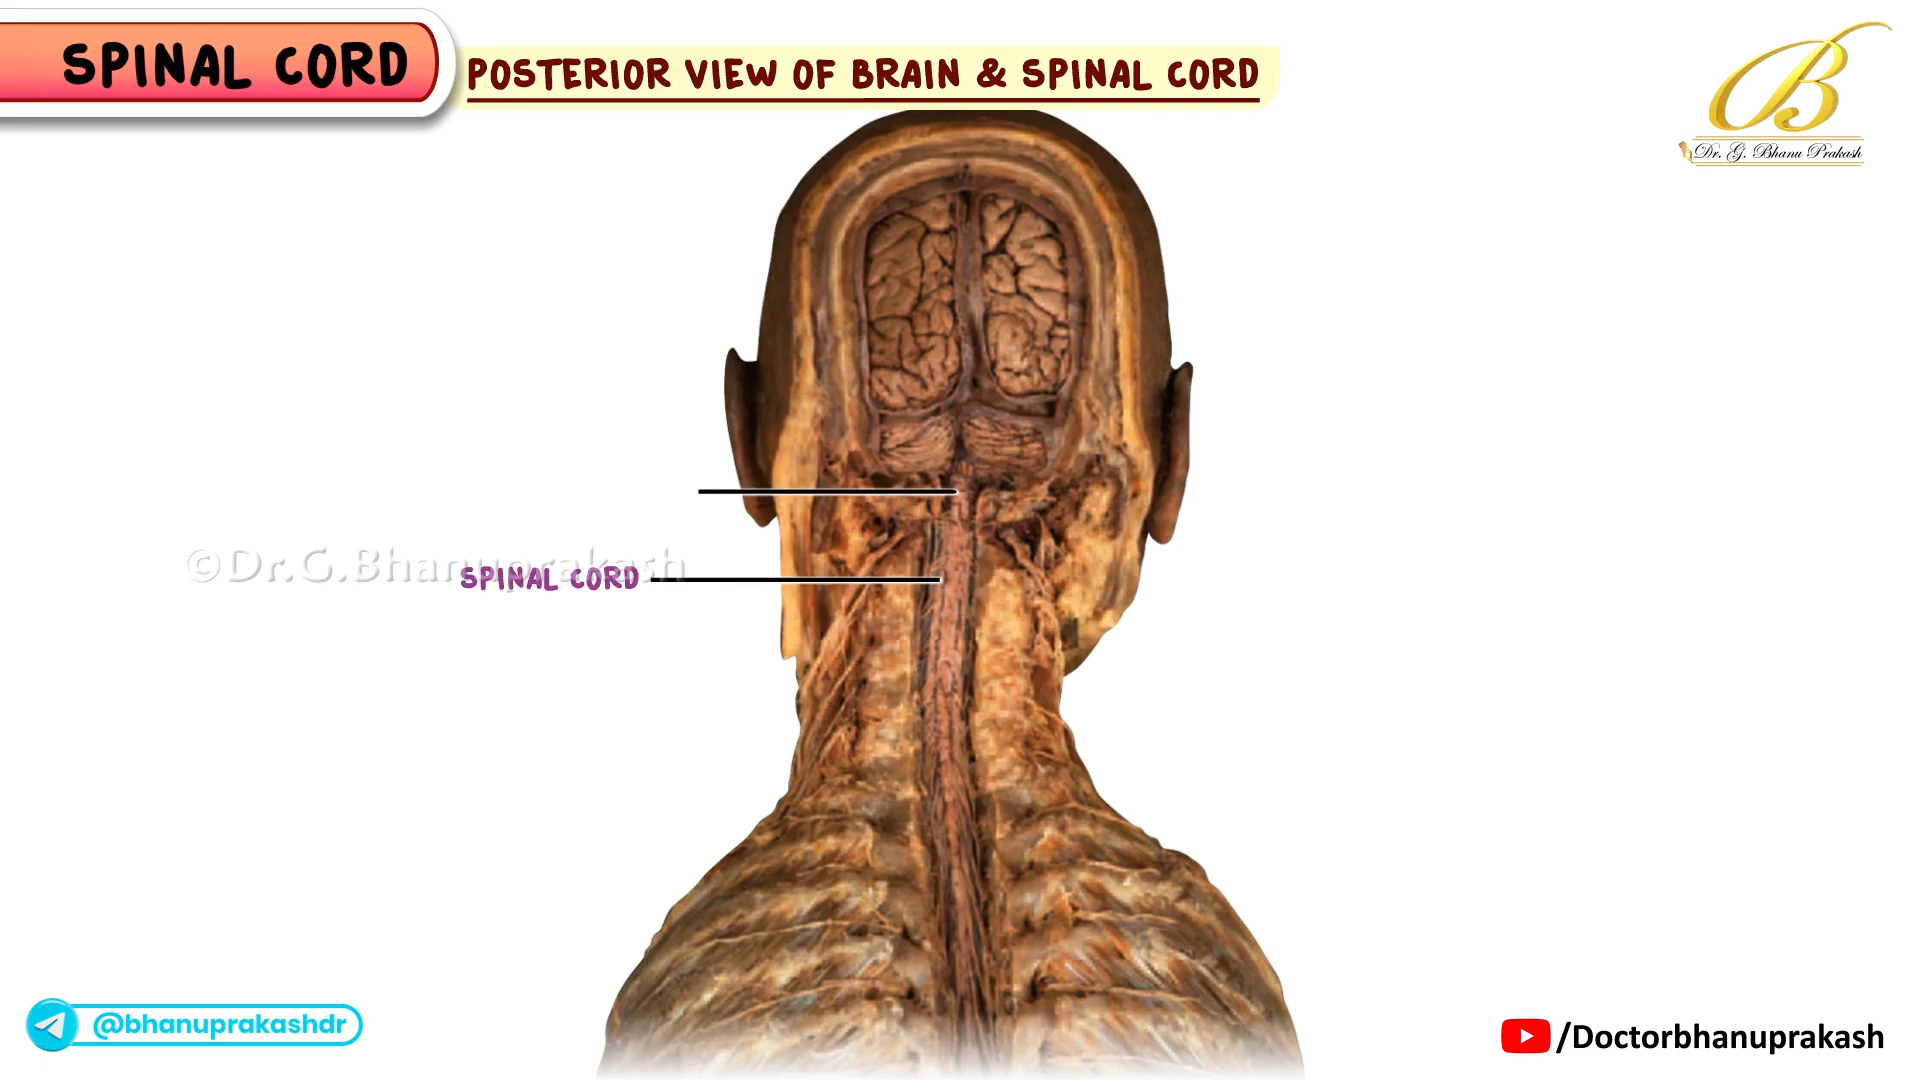 SPINAL CORD
POSTERIOR VIEW OF BRAIN & SPINAL CORD
B
Dr. G. Bhanu Prakash
©Dr.G.Bhanuprakash
SPINAL CORD
@bhanuprakashdr
/Doctorbhanuprakash